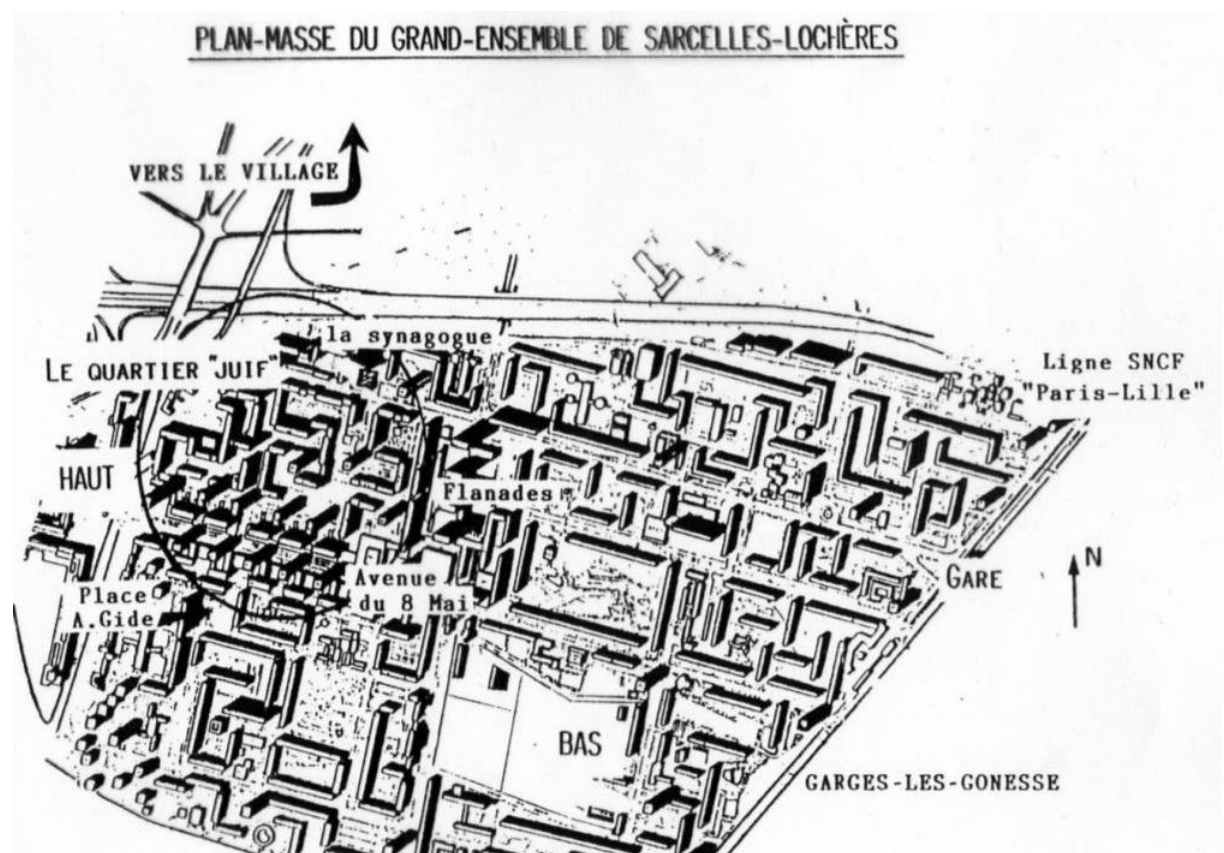 PLAN-MASSE DU GRAND-ENSEMBLE DE SARCELLES-LOCHÈRES
VERS LE VILLAGE
la synagogue
LE QUARTIER "JUIF"
Ligne SNCF
"Paris-Lille"
HAUT
Flanades
N
GARE
Avenue
du 8 Mai
Place
A.Gide
BAS
GARGES-LES-GONESSE